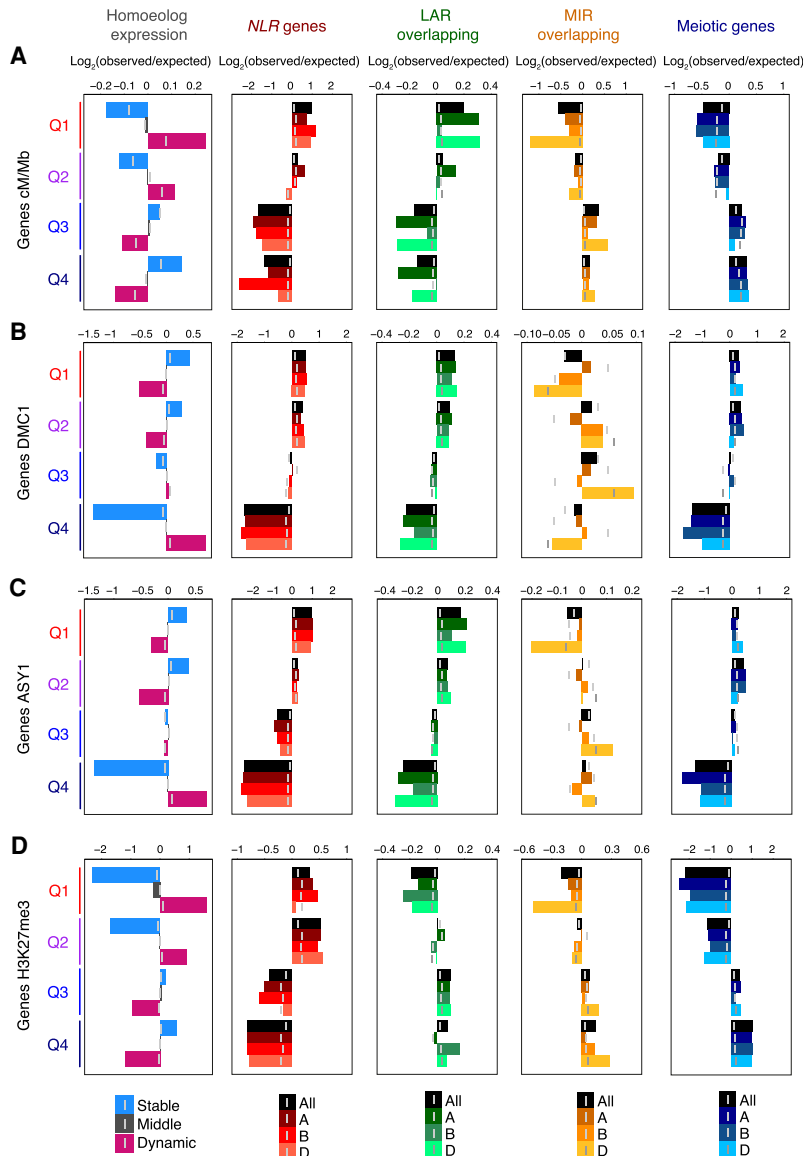 Homoeolog
expression
NLR genes
LAR
overlapping
MIR
overlapping
Meiotic genes
A
Log2(observed/expected)
Log2(observed/expected)
Log2(observed/expected)
Log2(observed/expected)
Log2(observed/expected)
−0.2 0 0.1 0.2
−2 −1 0 1 2
−0.4 −0.2 0 0.2 0.4
−1 −0.5 0 0.5 1
−1 −0.5 0 0.5 1
Genes cM/Mb
Q1
Q2
Q3
Q4
B
−1.5 −1 −0.5 0 0.5
−2 −1 0 1 2
−0.4 −0.2 0 0.2 0.4
−0.10 −0.05 0 0.05 0.1
−2 −1 0 1 2
Genes DMC1
Q1
Q2
Q3
Q4
C
−1.5 −1 −0.5 0 0.5
−2 −1 0 1 2
−0.4 −0.2 0 0.2 0.4
−0.2 −0.1 0 0.1 0.2
−2 −1 0 1 2
Genes ASY1
Q1
Q2
Q3
Q4
D
−2 −1 0 1
−1 −0.5 0 0.5 1
−0.4 −0.2 0 0.2 0.4
−0.6 −0.3 0 0.3 0.6
−2 −1 0 1 2
Genes H3K27me3
Q1
Q2
Q3
Q4
Stable
Middle
Dynamic
All
A
B
D
All
A
B
D
All
A
B
D
All
A
B
D